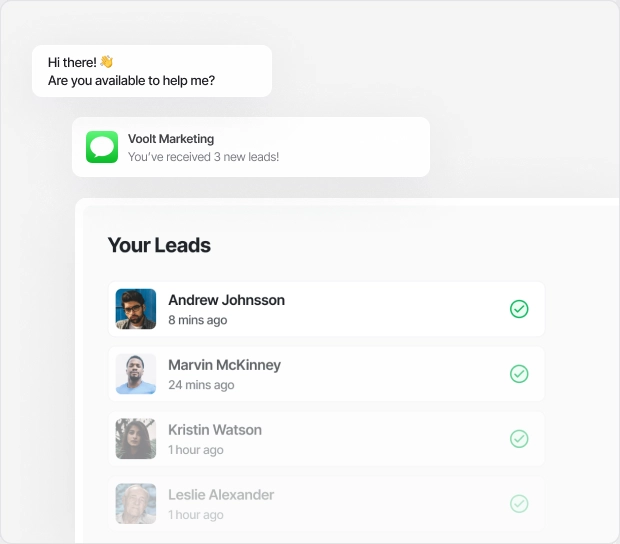 Hi there! 👋
Are you available to help me?
Voolt Marketing
You've received 3 new leads!
Your Leads
Andrew Johnsson
8 mins ago
Marvin McKinney
24 mins ago
Kristin Watson
1 hour ago
Leslie Alexander
1 hour ago